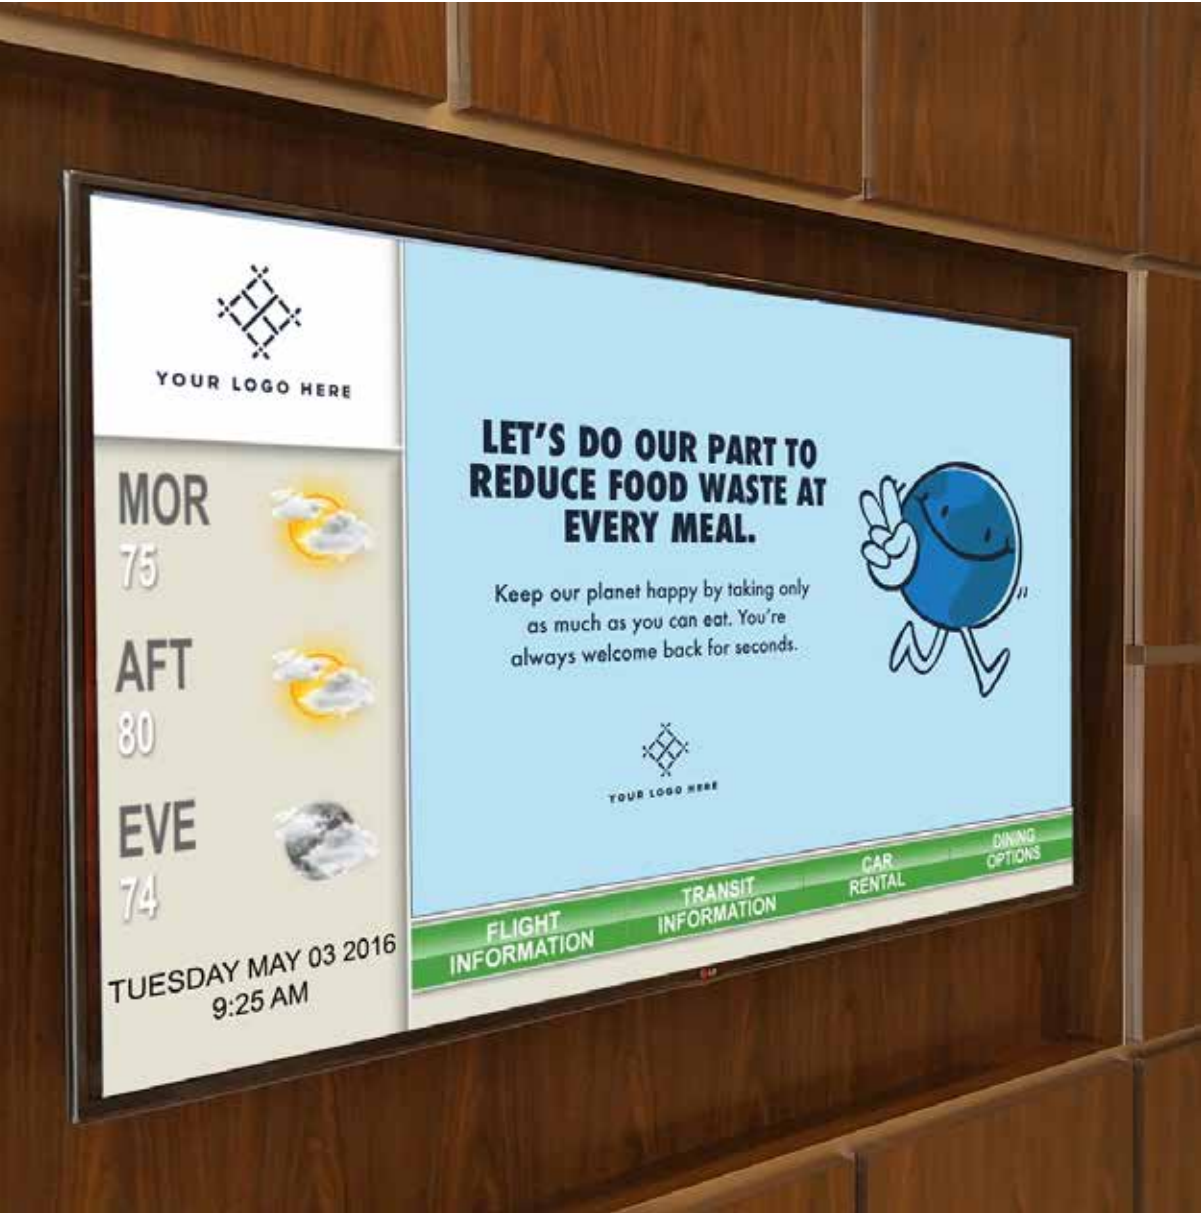 YOUR LOGO HERE
MOR
75
AFT
80
EVE
74
TUESDAY MAY 03 2016
9:25 AM
LET'S DO OUR PART TO
REDUCE FOOD WASTE AT
EVERY MEAL.
Keep our planet happy by taking only
as much as you can eat. You're
always welcome back for seconds.
YOUR LOGO HERE
FLIGHT
INFORMATION
TRANSIT
INFORMATION
CAR
RENTAL
DINING
OPTIONS
LG